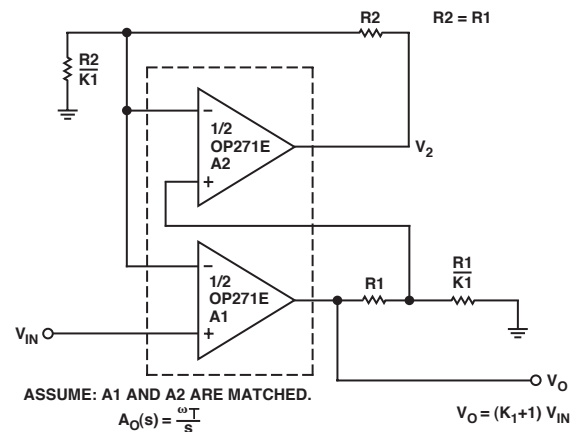 R2
R2 = R1
R2
K1
–
1/2
OP271E
A2
+
V2
–
1/2
OP271E
A1
+
R1
R1
K1
VIN
VO
ASSUME: A1 AND A2 ARE MATCHED.
AO(s) = ωT
s
VO = (K1+1) VIN